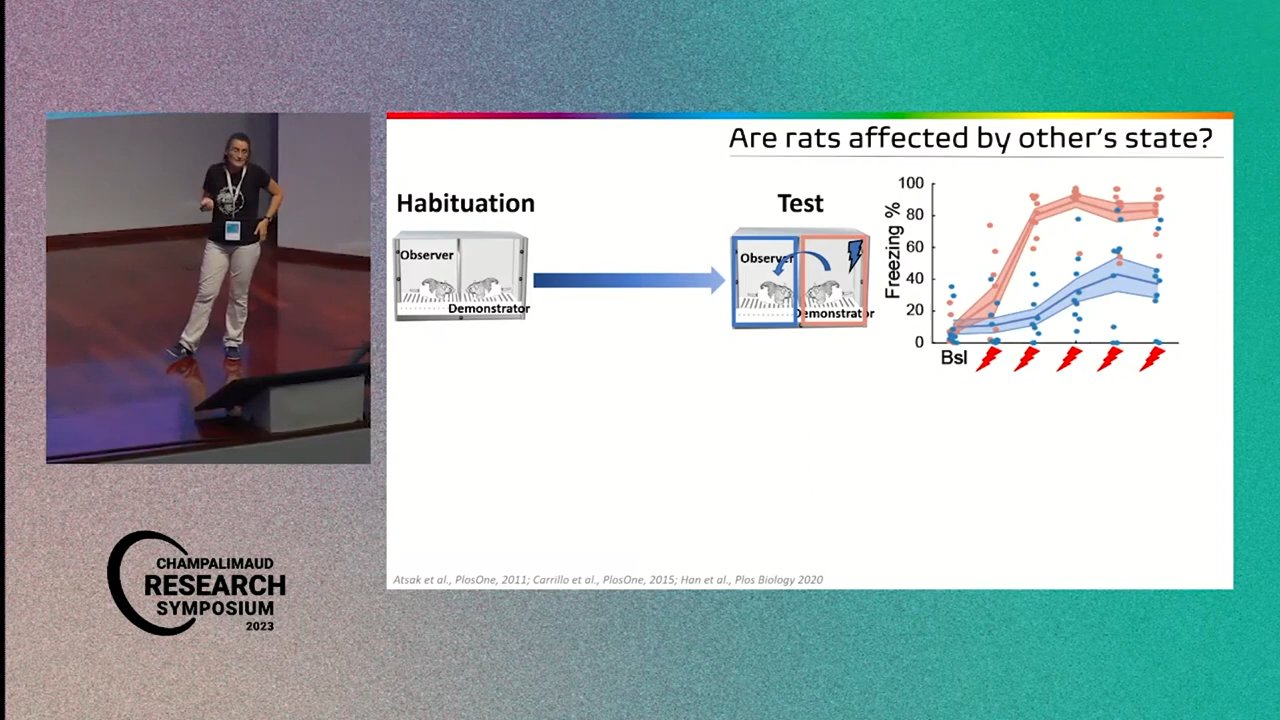 Are rats affected by other's state?
Habituation
Observer
Demonstrator
Test
Observer
Demonstrator
Freezing %
100
80
60
40
20
0
Bsl
Atsak et al., PlosOne, 2011; Carrillo et al., PlosOne, 2015; Han et al., Plos Biology 2020
CHAMPALIMAUD
RESEARCH
SYMPOSIUM
2023